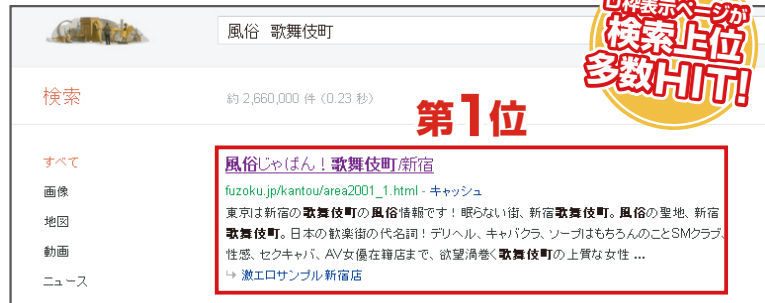 風俗 歌舞伎町
枠表示ページが
検索上位
多数HIT!
検索
約 2,660,000 件 (0.23 秒)
第1位
すべて
画像
地図
動画
ニュース
風俗じゃぱん!歌舞伎町/新宿
fuzoku.jp/kantou/area2001_1.html - キャッシュ
東京は新宿の歌舞伎町の風俗情報です!眠らない街、新宿歌舞伎町。風俗の聖地、新宿
歌舞伎町。日本の歓楽街の代名詞!デリヘル、キャバクラ、ソープはもちろんのことSMクラブ、
性感、セクキャバ、AV女優在籍店まで、欲望渦巻く歌舞伎町の上質な女性 ...
激エロサンプル新宿店